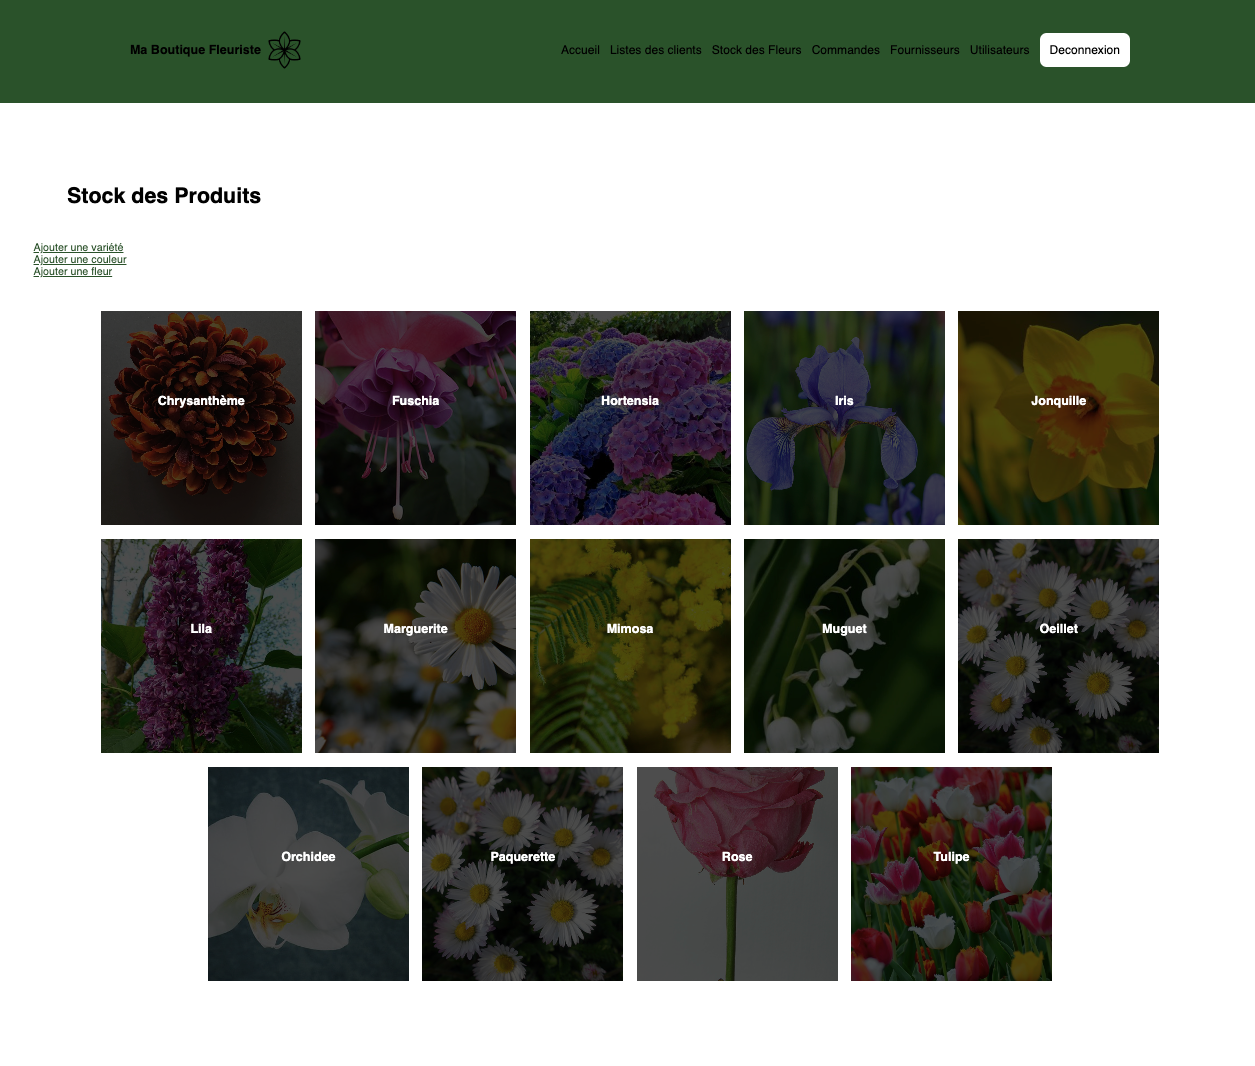 Ma Boutique Fleuriste
Accueil Listes des clients Stock des Fleurs Commandes Fournisseurs Utilisateurs Deconnexion
Stock des Produits
Ajouter une variété
Ajouter une couleur
Ajouter une fleur
Chrysanthème
Fuschia
Hortensia
Iris
Jonquille
Lila
Marguerite
Mimosa
Muguet
Oeillet
Orchidee
Paquerette
Rose
Tulipe